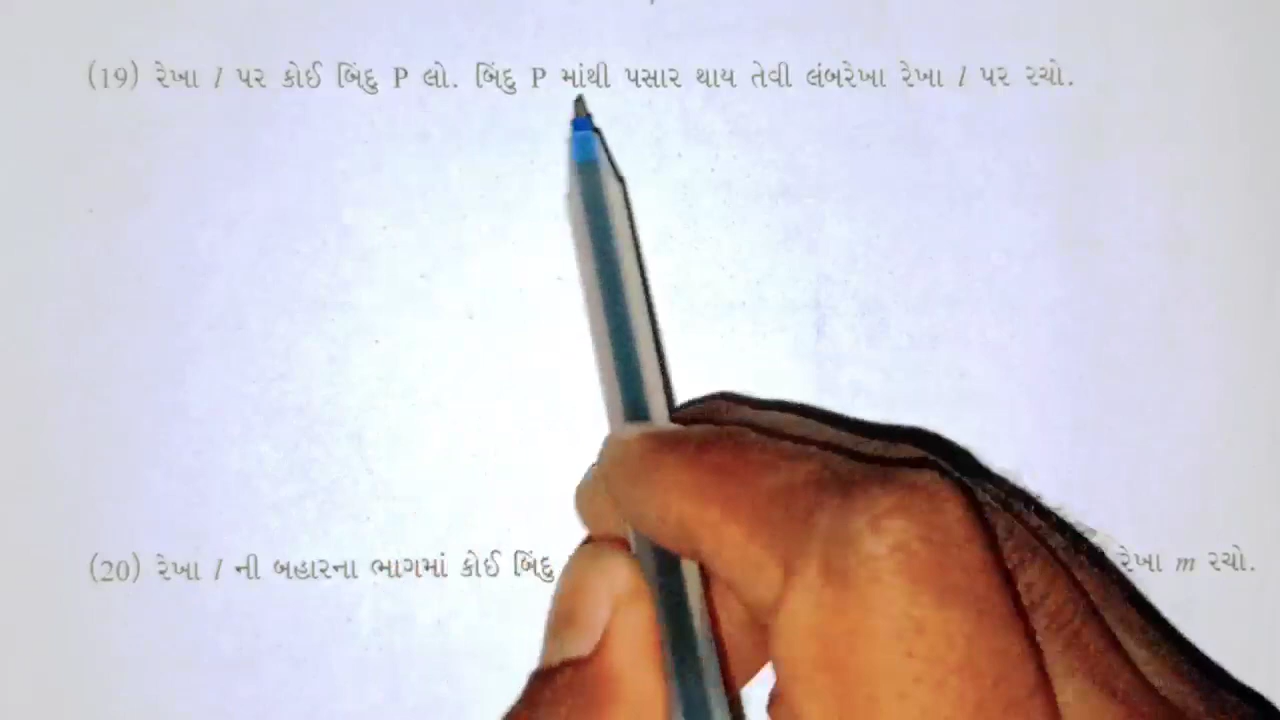 (19) રેખા l પર કોઈ બિંદુ P લો. બિંદુ P માંથી પસાર થાય તેવી લંબરેખા રેખા l પર રચો.
(20) રેખા l ની બહારના ભાગમાં કોઈ બિંદુ રેખા m રચો.